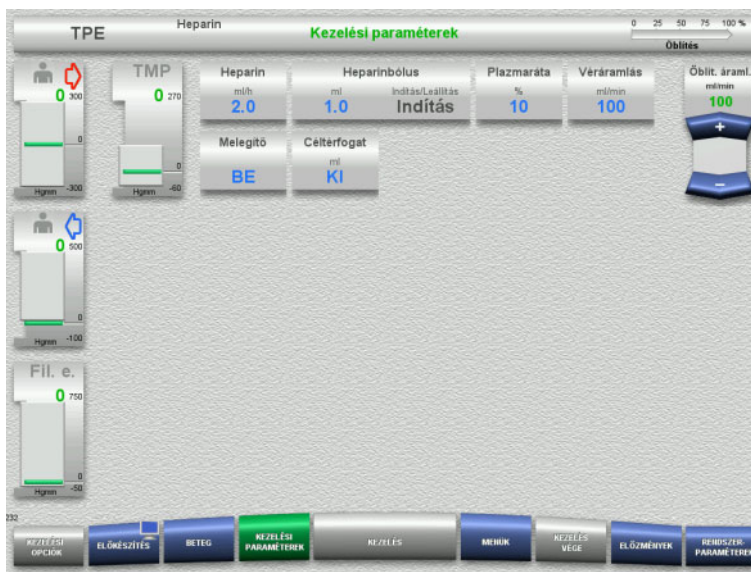 TPE Heparin Kezelési paraméterek 0 25 50 75 100 %
Öblítés
0 300
0
-300
Hgmm
TMP
0 270
0
-60
Hgmm
Heparin
ml/h
2.0
Heparinbólus
ml Indítás/Leállítás
1.0 Indítás
Plazmaráta
%
10
Véráramlás
ml/min
100
Öblít. áraml.
ml/min
100
+
−
Melegítő
BE
Céltérfogat
ml
KI
0 500
0
-100
Hgmm
Fil. e.
0 750
0
-50
Hgmm
232
KEZELÉSI OPCIÓK
ELŐKÉSZÍTÉS
BETEG
KEZELÉSI PARAMÉTEREK
KEZELÉS
MENÜK
KEZELÉS VÉGE
ELŐZMÉNYEK
RENDSZER-PARAMÉTEREK